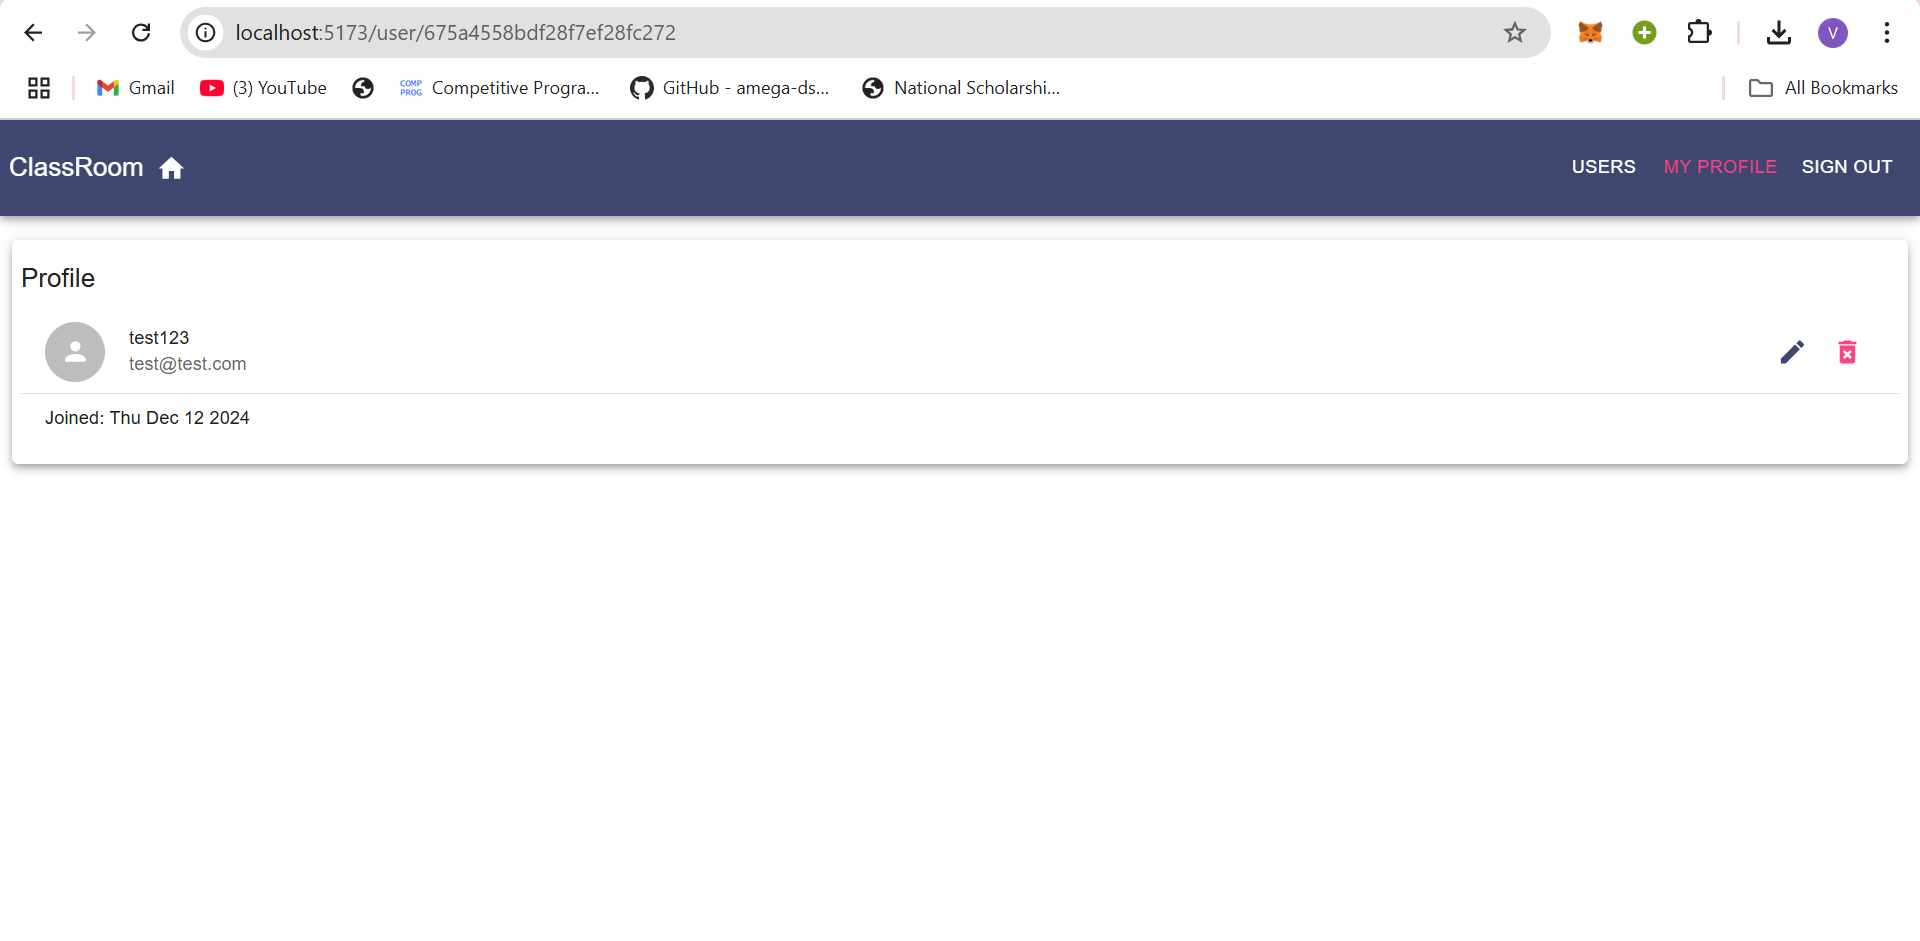 localhost:5173/user/675a4558bdf28f7ef28fc272
V
Gmail
(3) YouTube
COMP PROG
Competitive Progra...
GitHub - amega-ds...
National Scholarshi...
All Bookmarks
ClassRoom
USERS
MY PROFILE
SIGN OUT
Profile
test123
test@test.com
Joined: Thu Dec 12 2024